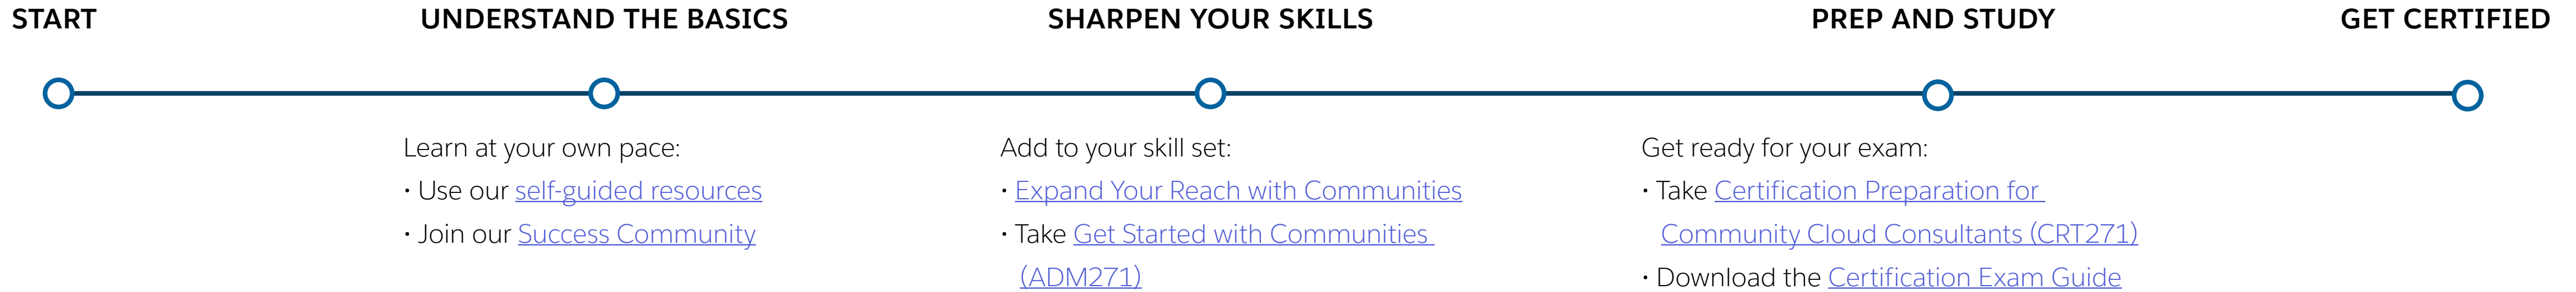 START
UNDERSTAND THE BASICS
SHARPEN YOUR SKILLS
PREP AND STUDY
GET CERTIFIED
Learn at your own pace:
• Use our self-guided resources
• Join our Success Community
Add to your skill set:
• Expand Your Reach with Communities
• Take Get Started with Communities
(ADM271)
Get ready for your exam:
• Take Certification Preparation for
Community Cloud Consultants (CRT271)
• Download the Certification Exam Guide